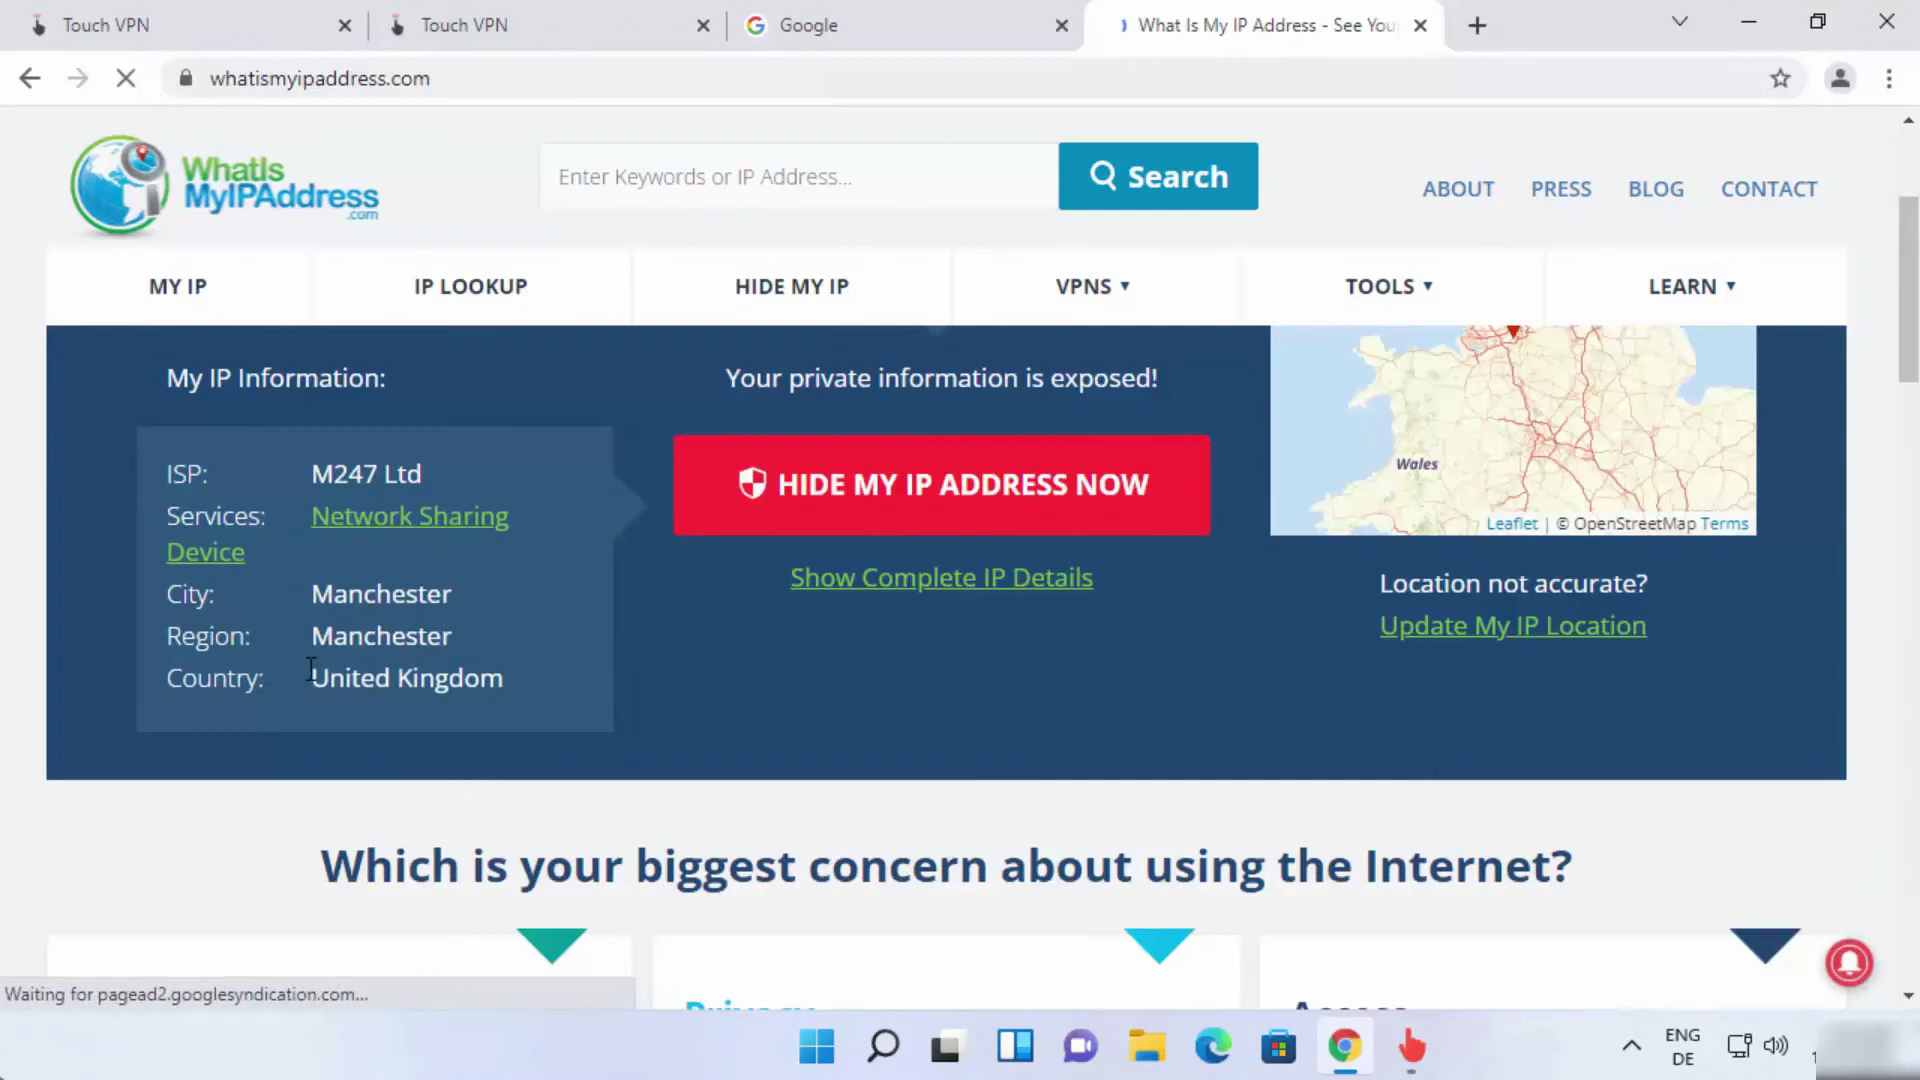 Touch VPN
Touch VPN
Google
What Is My IP Address - See You
whatismyipaddress.com
WhatIs
MyIPAddress
.com
Enter Keywords or IP Address...
Search
ABOUT
PRESS
BLOG
CONTACT
MY IP
IP LOOKUP
HIDE MY IP
VPNS
TOOLS
LEARN
My IP Information:
Your private information is exposed!
ISP: M247 Ltd
Services: Network Sharing
Device
City: Manchester
Region: Manchester
Country: United Kingdom
HIDE MY IP ADDRESS NOW
Show Complete IP Details
Wales
Leaflet | © OpenStreetMap Terms
Location not accurate?
Update My IP Location
Which is your biggest concern about using the Internet?
Privacy
Access
Waiting for pagead2.googlesyndication.com...
ENG
DE